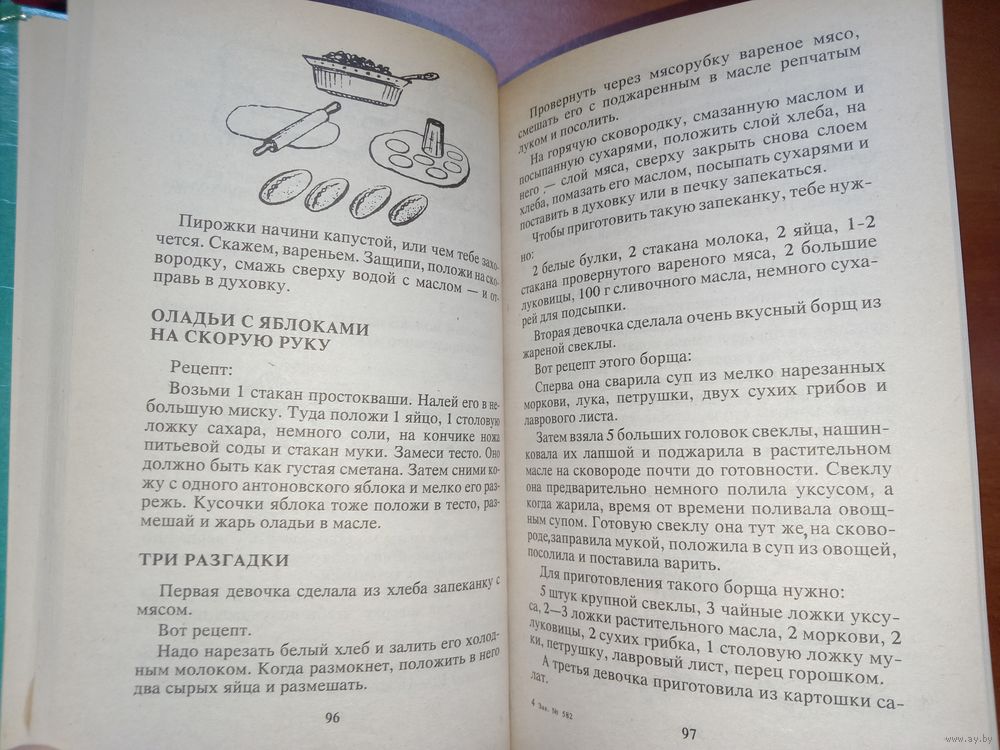 Пирожки начини капустой, или чем тебе захо-
чется. Скажем, вареньем. Защипи, положи на ско-
вородку, смажь сверху водой с маслом — и от-
правь в духовку.
ОЛАДЬИ С ЯБЛОКАМИ
НА СКОРУЮ РУКУ
Рецепт:
Возьми 1 стакан простокваши. Налей его в не-
большую миску. Туда положи 1 яйцо, 1 столовую
ложку сахара, немного соли, на кончике ножа
питьевой соды и стакан муки. Замеси тесто. Оно
должно быть как густая сметана. Затем сними ко-
жу с одного антоновского яблока и мелко его раз-
режь. Кусочки яблока тоже положи в тесто, раз-
мешай и жарь оладьи в масле.
ТРИ РАЗГАДКИ
Первая девочка сделала из хлеба запеканку с
мясом.
Вот рецепт.
Надо нарезать белый хлеб и залить его холод-
ным молоком. Когда размокнет, положить в него
два сырых яйца и размешать.
96
Провернуть через мясорубку вареное мясо,
смешать его с поджаренным в масле репчатым
луком и посолить.
На горячую сковородку, смазанную маслом и
посыпанную сухарями, положить слой хлеба, на
него — слой мяса, сверху закрыть снова слоем
хлеба, помазать его маслом, посыпать сухарями и
поставить в духовку или в печку запекаться.
Чтобы приготовить такую запеканку, тебе нуж-
но:
2 белые булки, 2 стакана молока, 2 яйца, 1–2
стакана провернутого вареного мяса, 2 большие
луковицы, 100 г сливочного масла, немного суха-
рей для подсыпки.
Вторая девочка сделала очень вкусный борщ из
жареной свеклы.
Вот рецепт этого борща:
Сперва она сварила суп из мелко нарезанных
моркови, лука, петрушки, двух сухих грибов и
лаврового листа.
Затем взяла 5 больших головок свеклы, нашин-
ковала их лапшой и поджарила в растительном
масле на сковороде почти до готовности. Свеклу
она предварительно немного полила уксусом, а
когда жарила, время от времени поливала овощ-
ным супом. Готовую свеклу она тут же, на сково-
роде, заправила мукой, положила в суп из овощей,
посолила и поставила варить.
Для приготовления такого борща нужно:
5 штук крупной свеклы, 3 чайные ложки уксу-
са, 2—3 ложки растительного масла, 2 моркови, 2
луковицы, 2 сухих грибка, 1 столовую ложку му-
ки, петрушку, лавровый лист, перец горошком.
А третья девочка приготовила из картошки са-
лат.
4 Зак. № 582
97
www.ay.by